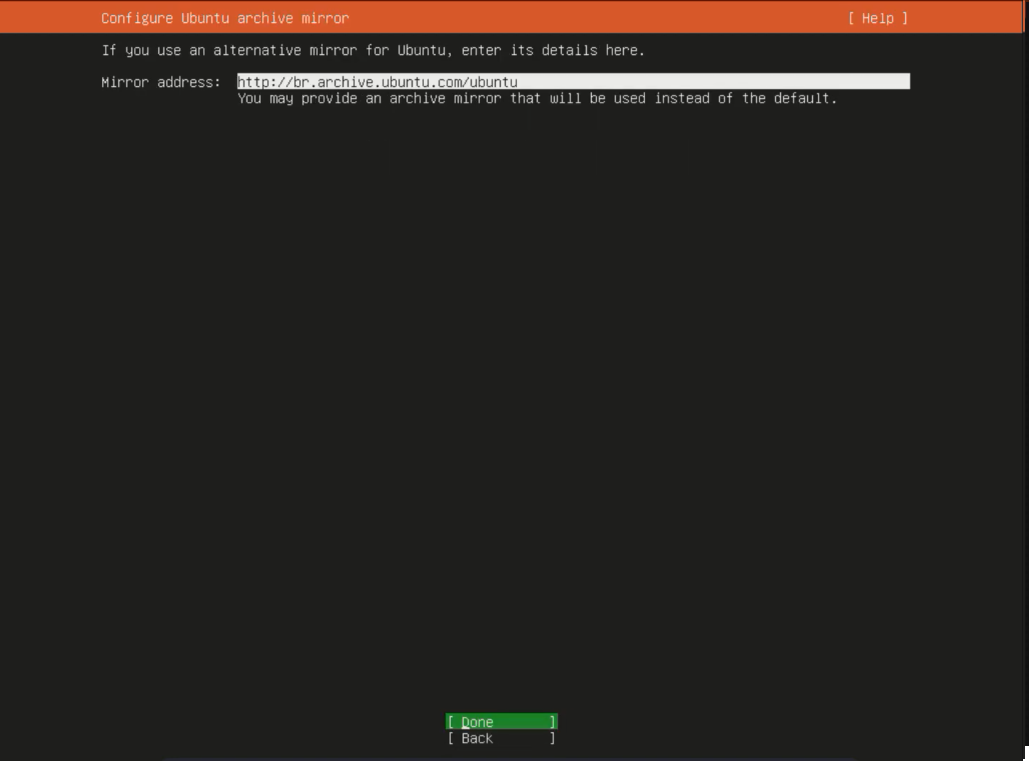 Configure Ubuntu archive mirror [ Help ]
If you use an alternative mirror for Ubuntu, enter its details here.
Mirror address: http://br.archive.ubuntu.com/ubuntu
You may provide an archive mirror that will be used instead of the default.
[ Done ]
[ Back ]